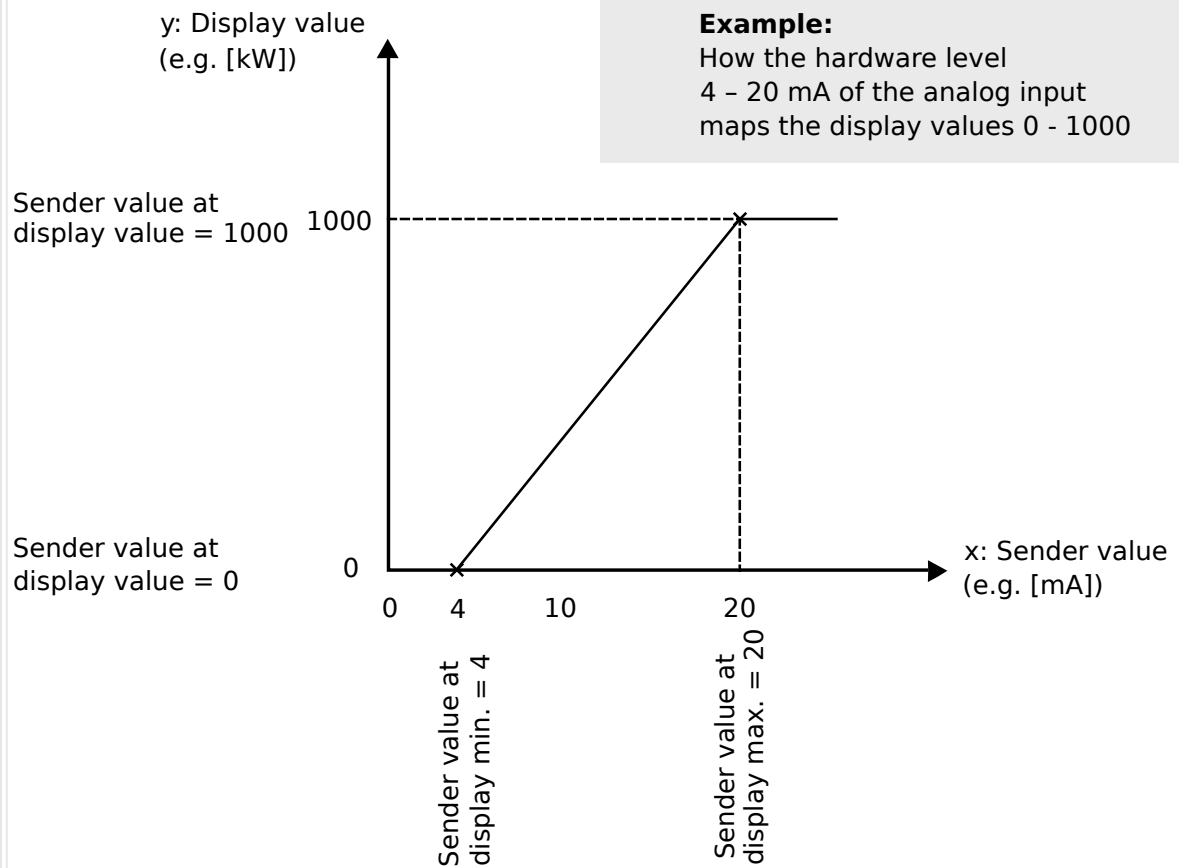 y: Display value
(e.g. [kW])
Example:
How the hardware level
4 – 20 mA of the analog input
maps the display values 0 - 1000
Sender value at
display value = 1000
1000
Sender value at
display value = 0
0
x: Sender value
(e.g. [mA])
0
4
10
20
Sender value at
display min. = 4
Sender value at
display max. = 20